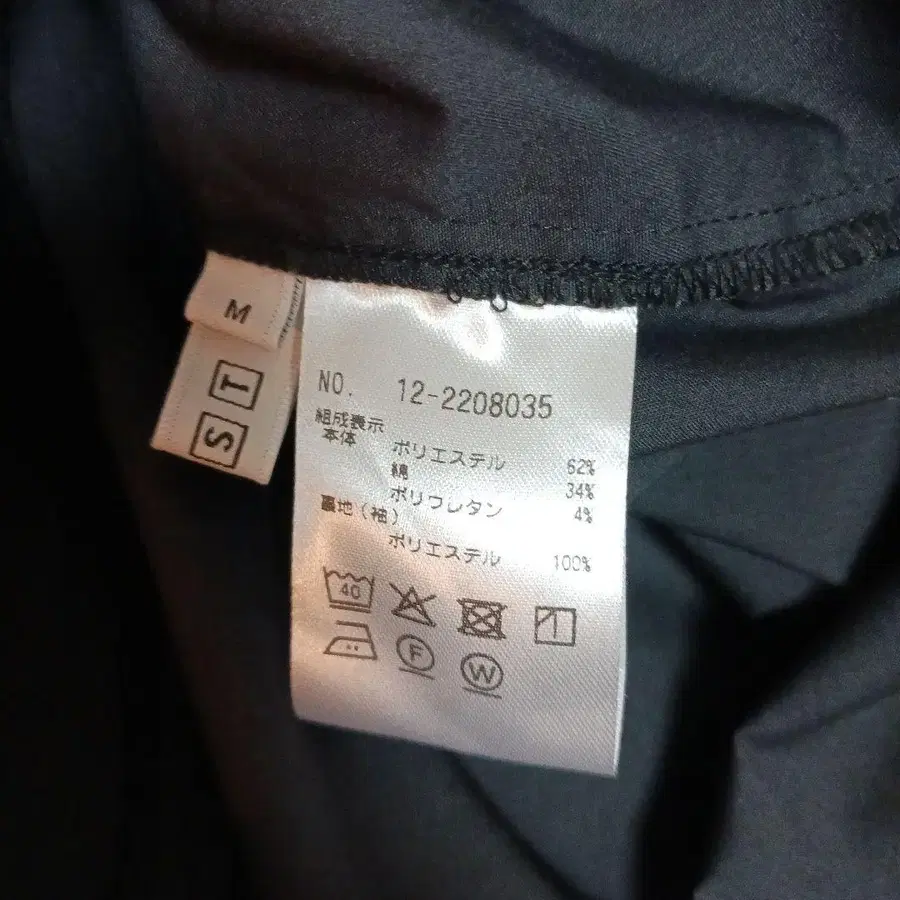 M
T
S
NO. 12-2208035
組成表示
本体
ポリエステル 62%
綿 34%
ポリウレタン 4%
裏地(袖)
ポリエステル 100%
40
F
W